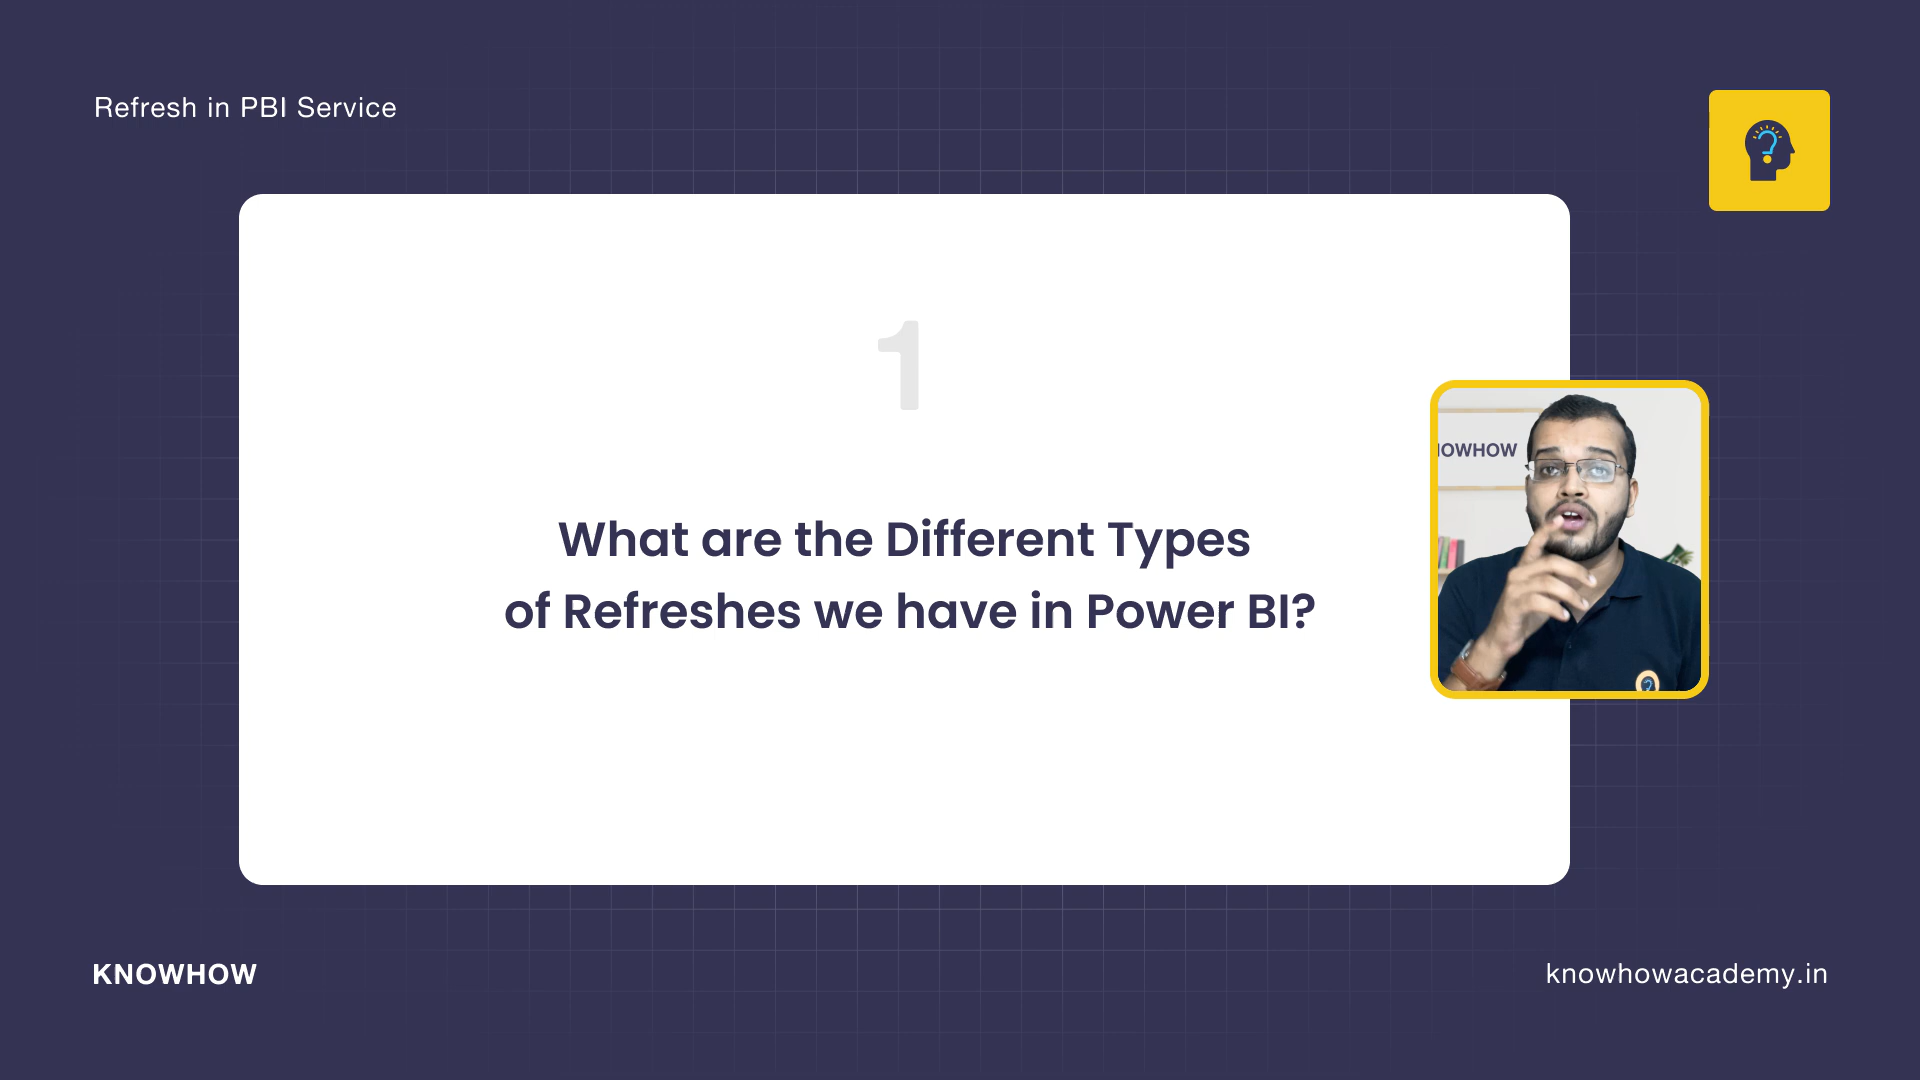 Refresh in PBI Service
1
What are the Different Types
of Refreshes we have in Power BI?
NOWHOW
KNOWHOW
knowhowacademy.in